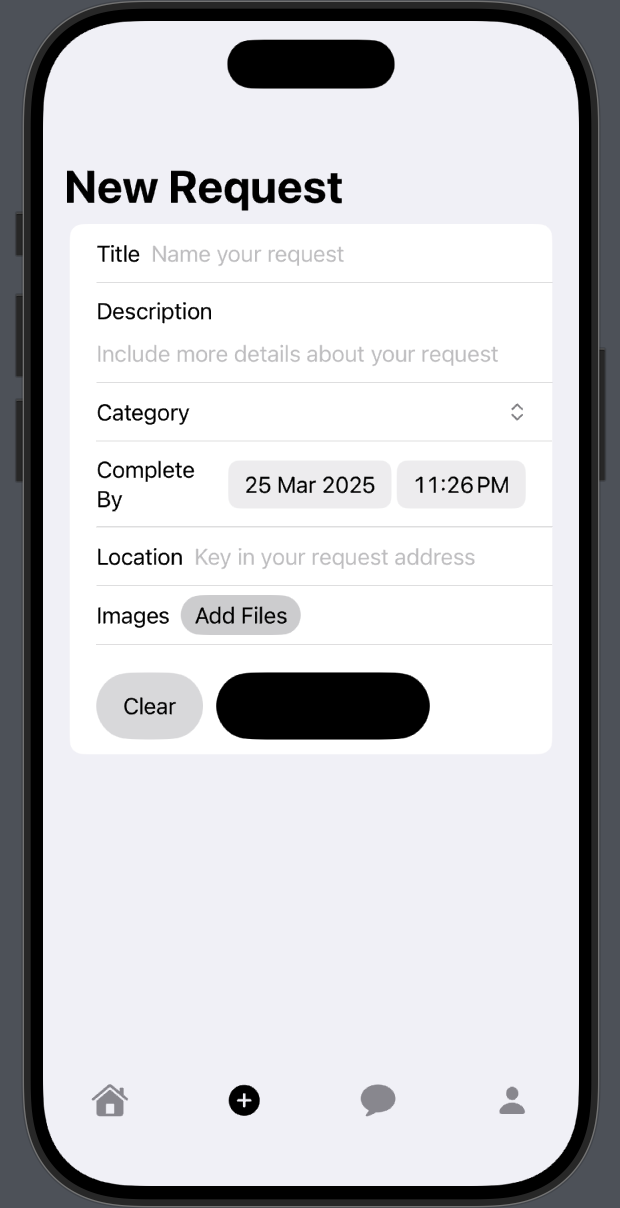 New Request
Title Name your request
Description
Include more details about your request
Category
Complete
By
25 Mar 2025 11:26 PM
Location Key in your request address
Images Add Files
Clear